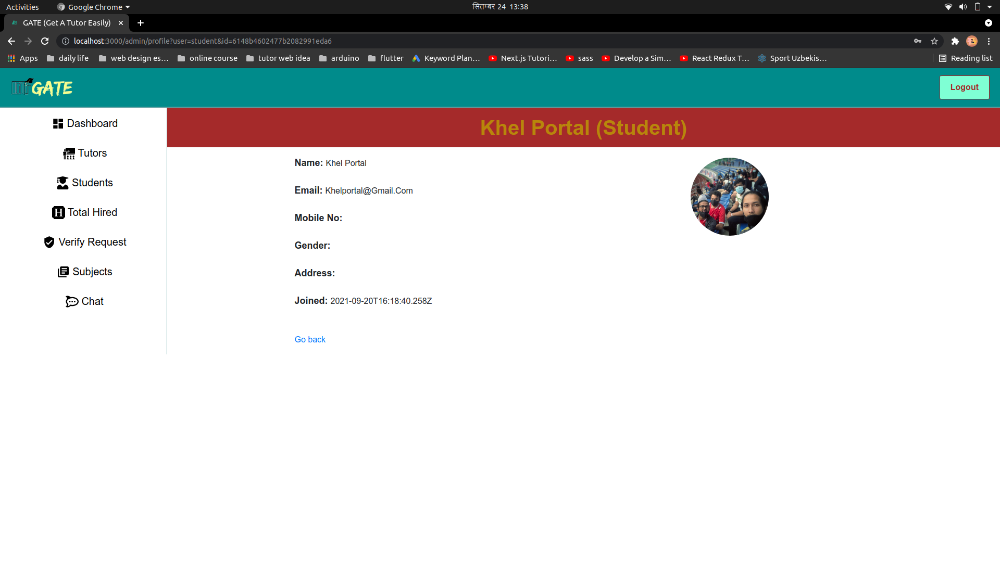 Activities Google Chrome सितम्बर 24 13:38
GATE (Get A Tutor Easily)
localhost:3000/admin/profile?user=student&id=6148b4602477b2082991eda6
Apps daily life web design es... online course tutor web idea arduino flutter Keyword Plan... Next.js Tutori... sass Develop a Sim... React Redux T... Sport Uzbekis... Reading list
GATE Logout
Dashboard
Tutors
Students
Total Hired
Verify Request
Subjects
Chat
Khel Portal (Student)
Name: Khel Portal
Email: Khelportal@Gmail.Com
Mobile No:
Gender:
Address:
Joined: 2021-09-20T16:18:40.258Z
Go back